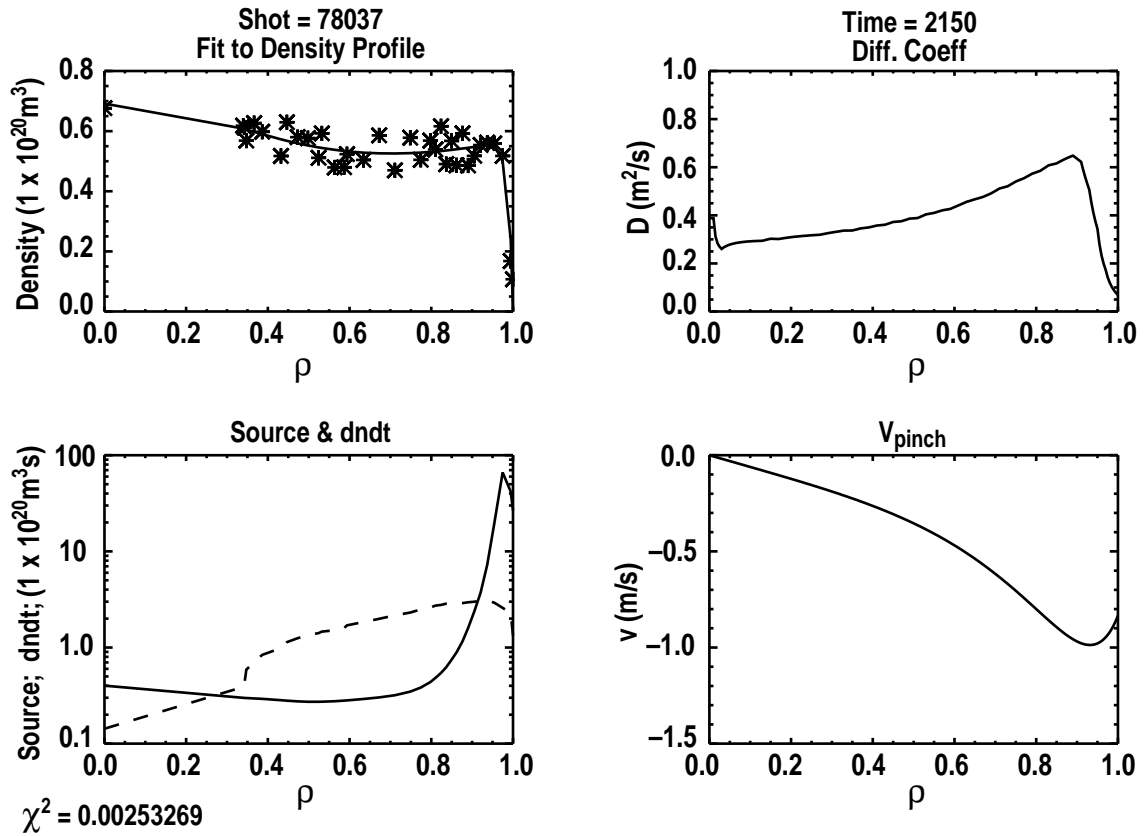 Shot = 78037
Fit to Density Profile
Density (1 x 10²⁰m³)
0.8
0.6
0.4
0.2
0.0
0.0 0.2 0.4 0.6 0.8 1.0
ρ
Time = 2150
Diff. Coeff
D (m²/s)
1.0
0.8
0.6
0.4
0.2
0.0
0.0 0.2 0.4 0.6 0.8 1.0
ρ
Source & dndt
Source; dndt; (1 x 10²⁰m³s)
100
10
1.0
0.1
0.0 0.2 0.4 0.6 0.8 1.0
ρ
Vpinch
v (m/s)
0.0
−0.5
−1.0
−1.5
0.0 0.2 0.4 0.6 0.8 1.0
ρ
χ² = 0.00253269